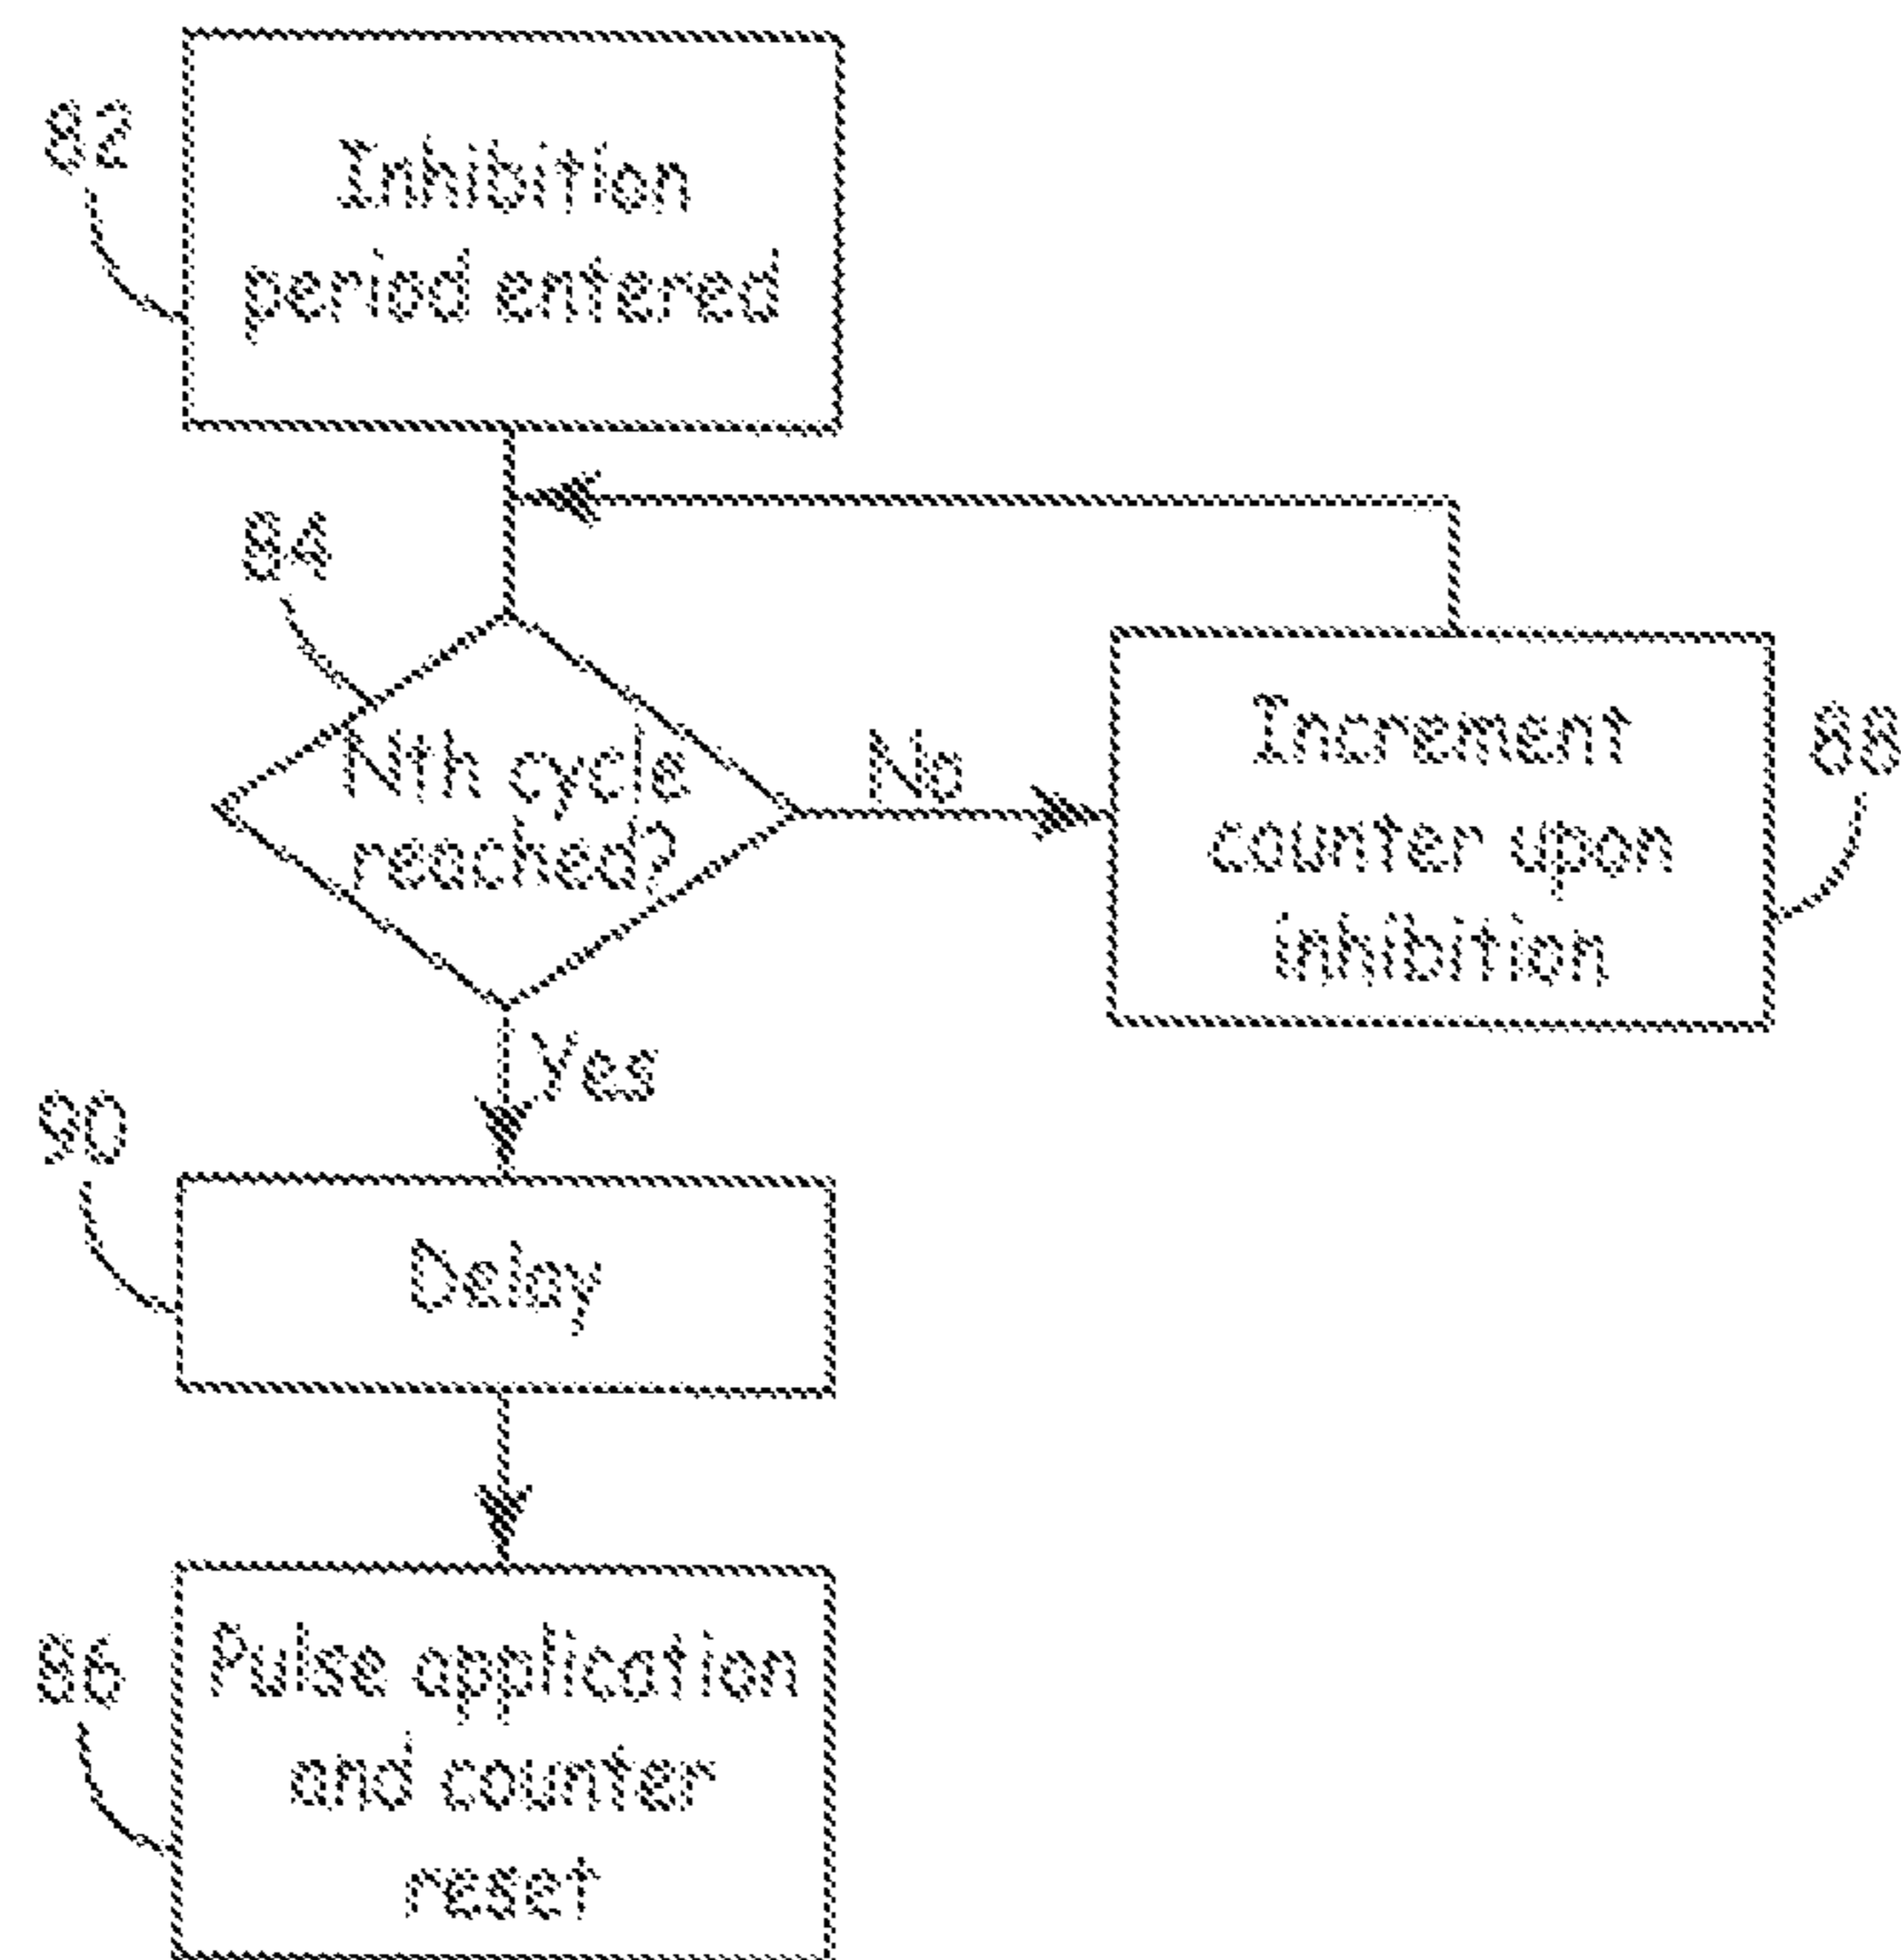 82
Inhibition
period entered
84
Nth cycle
reached?
No
Increment
counter upon
inhibition
88
Yes
90
Delay
86
Pulse application
and counter
reset